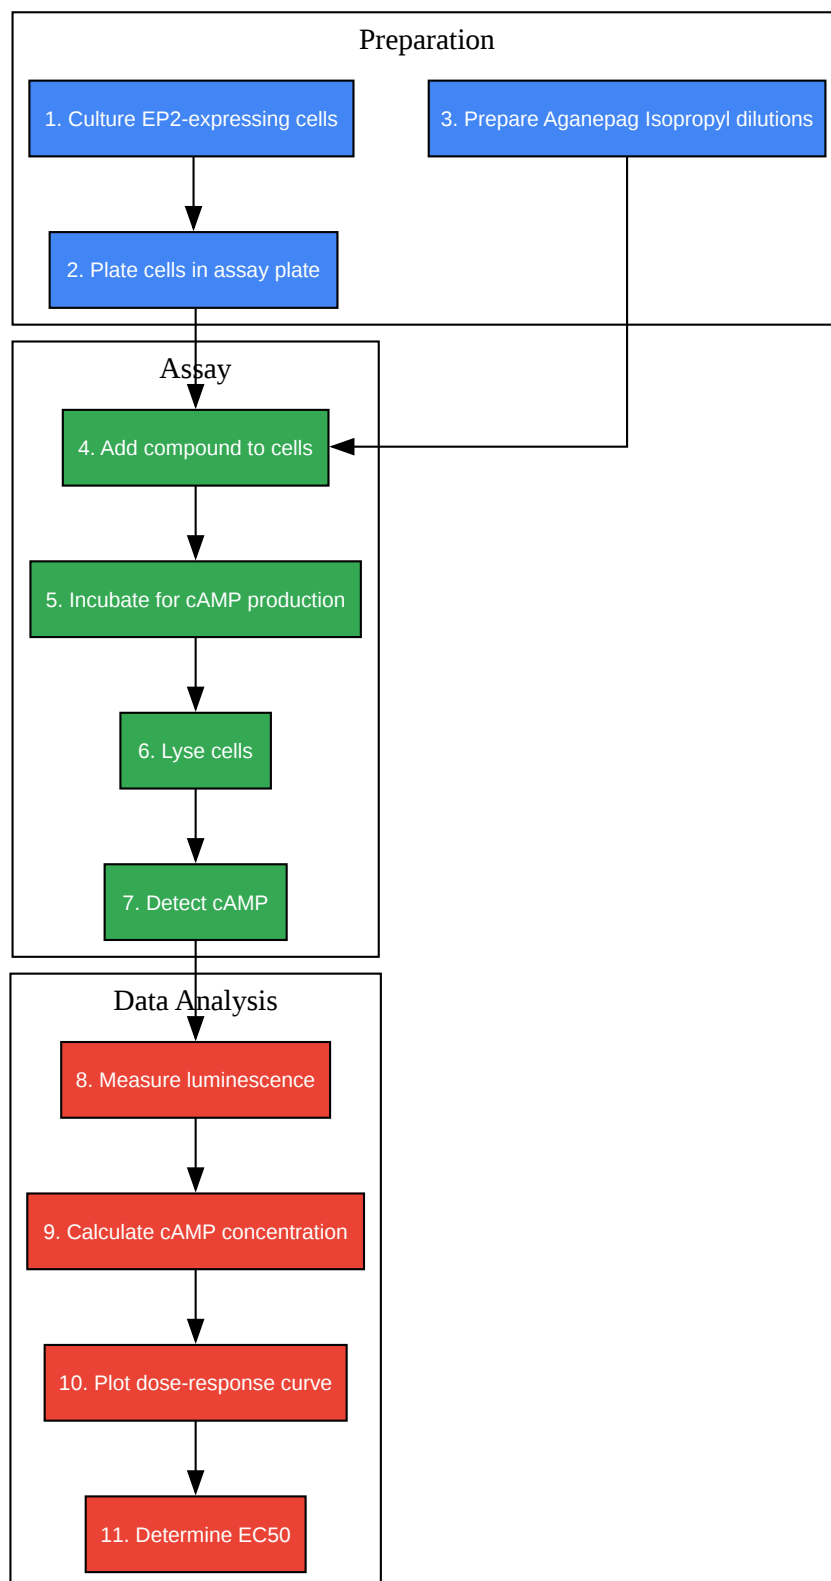 Preparation
1. Culture EP2-expressing cells
3. Prepare Aganepag Isopropyl dilutions
2. Plate cells in assay plate
Assay
4. Add compound to cells
5. Incubate for cAMP production
6. Lyse cells
7. Detect cAMP
Data Analysis
8. Measure luminescence
9. Calculate cAMP concentration
10. Plot dose-response curve
11. Determine EC50